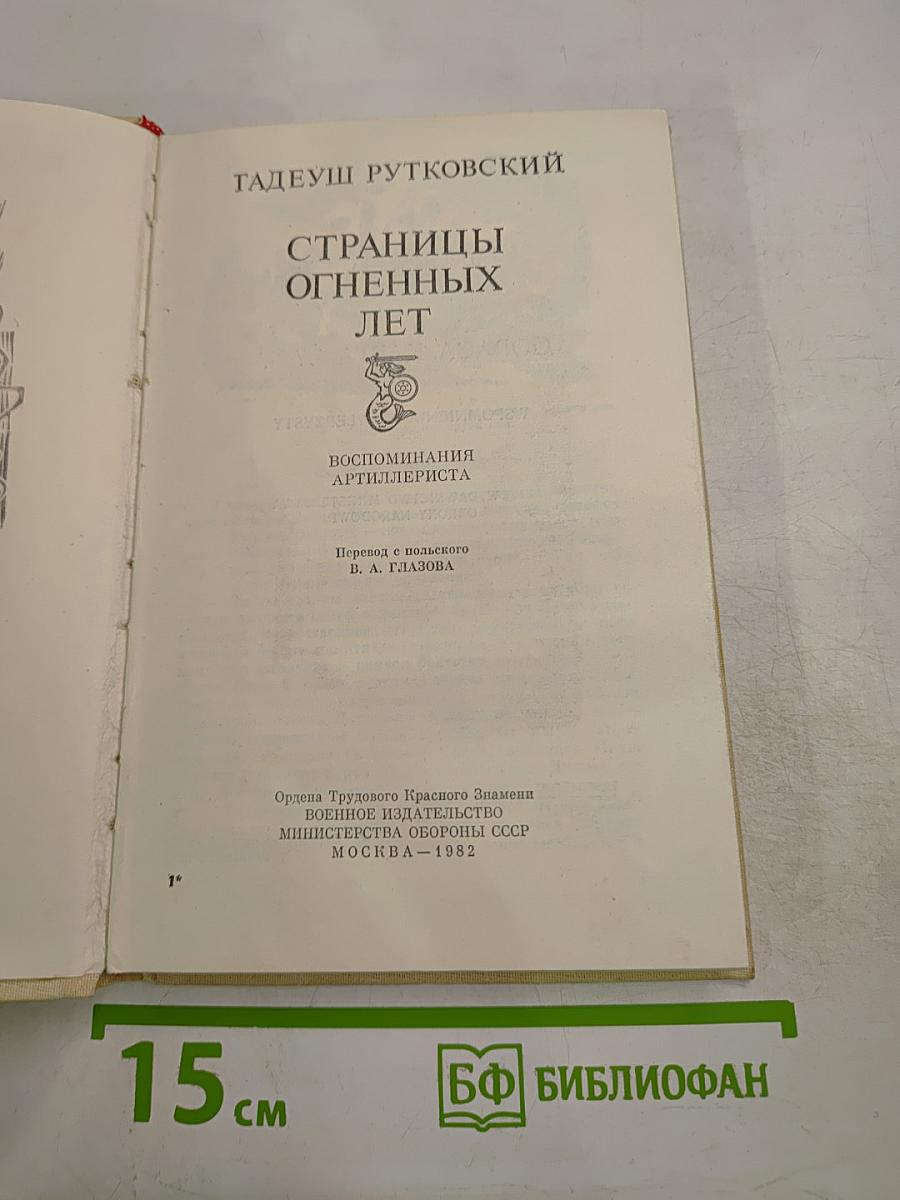 ТАДЕУШ РУТКОВСКИЙ
СТРАНИЦЫ
ОГНЕННЫХ
ЛЕТ
ВОСПОМИНАНИЯ
АРТИЛЛЕРИСТА
Перевод с польского
В. А. ГЛАЗОВА
Ордена Трудового Красного Знамени
ВОЕННОЕ ИЗДАТЕЛЬСТВО
МИНИСТЕРСТВА ОБОРОНЫ СССР
МОСКВА — 1982
1*
15 см
БФ БИБЛИОФАН